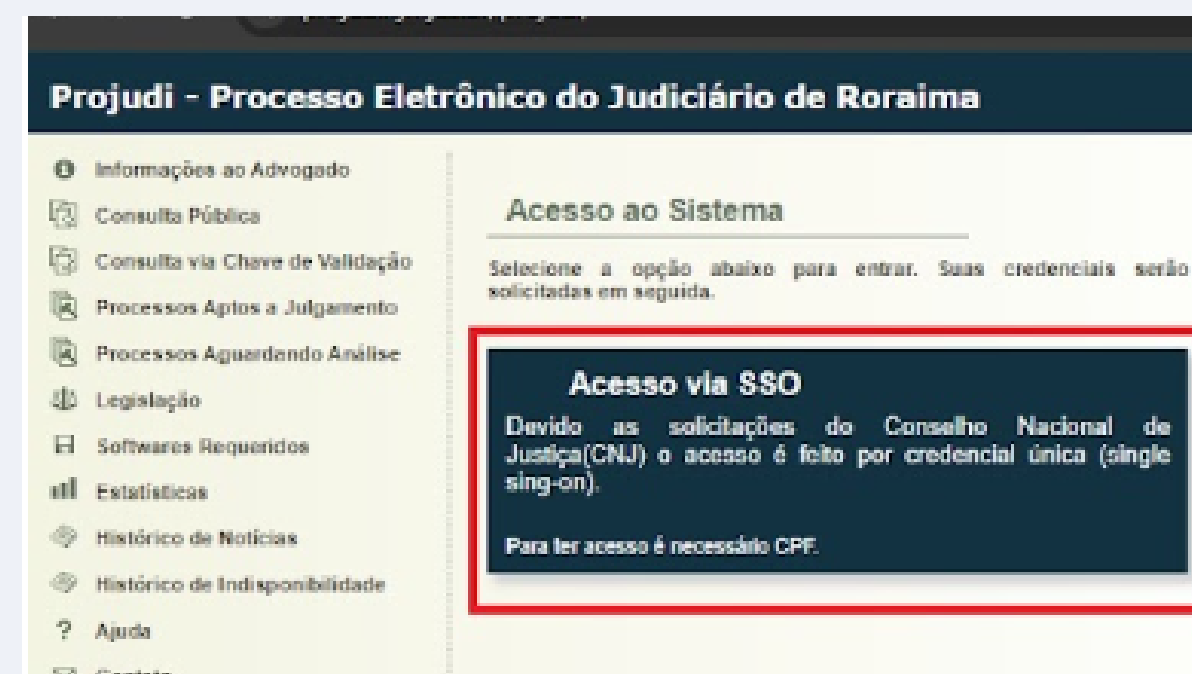 Projudi - Processo Eletrônico do Judiciário de Roraima
Informações ao Advogado
Consulta Pública
Consulta via Chave de Validação
Processos Aptos a Julgamento
Processos Aguardando Análise
Legislação
Softwares Requeridos
Estatísticas
Histórico de Notícias
Histórico de Indisponibilidade
? Ajuda
Acesso ao Sistema
Selecione a opção abaixo para entrar. Suas credenciais serão
solicitadas em seguida.
Acesso via SSO
Devido as solicitações do Conselho Nacional de
Justiça(CNJ) o acesso é feito por credencial única (single
sing-on).
Para ter acesso é necessário CPF.